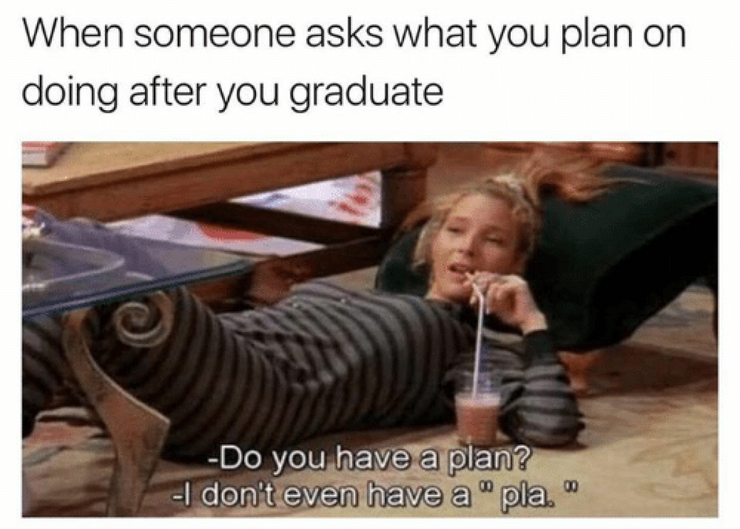 When someone asks what you plan on
doing after you graduate
-Do you have a plan?
-I don't even have a " pla. "